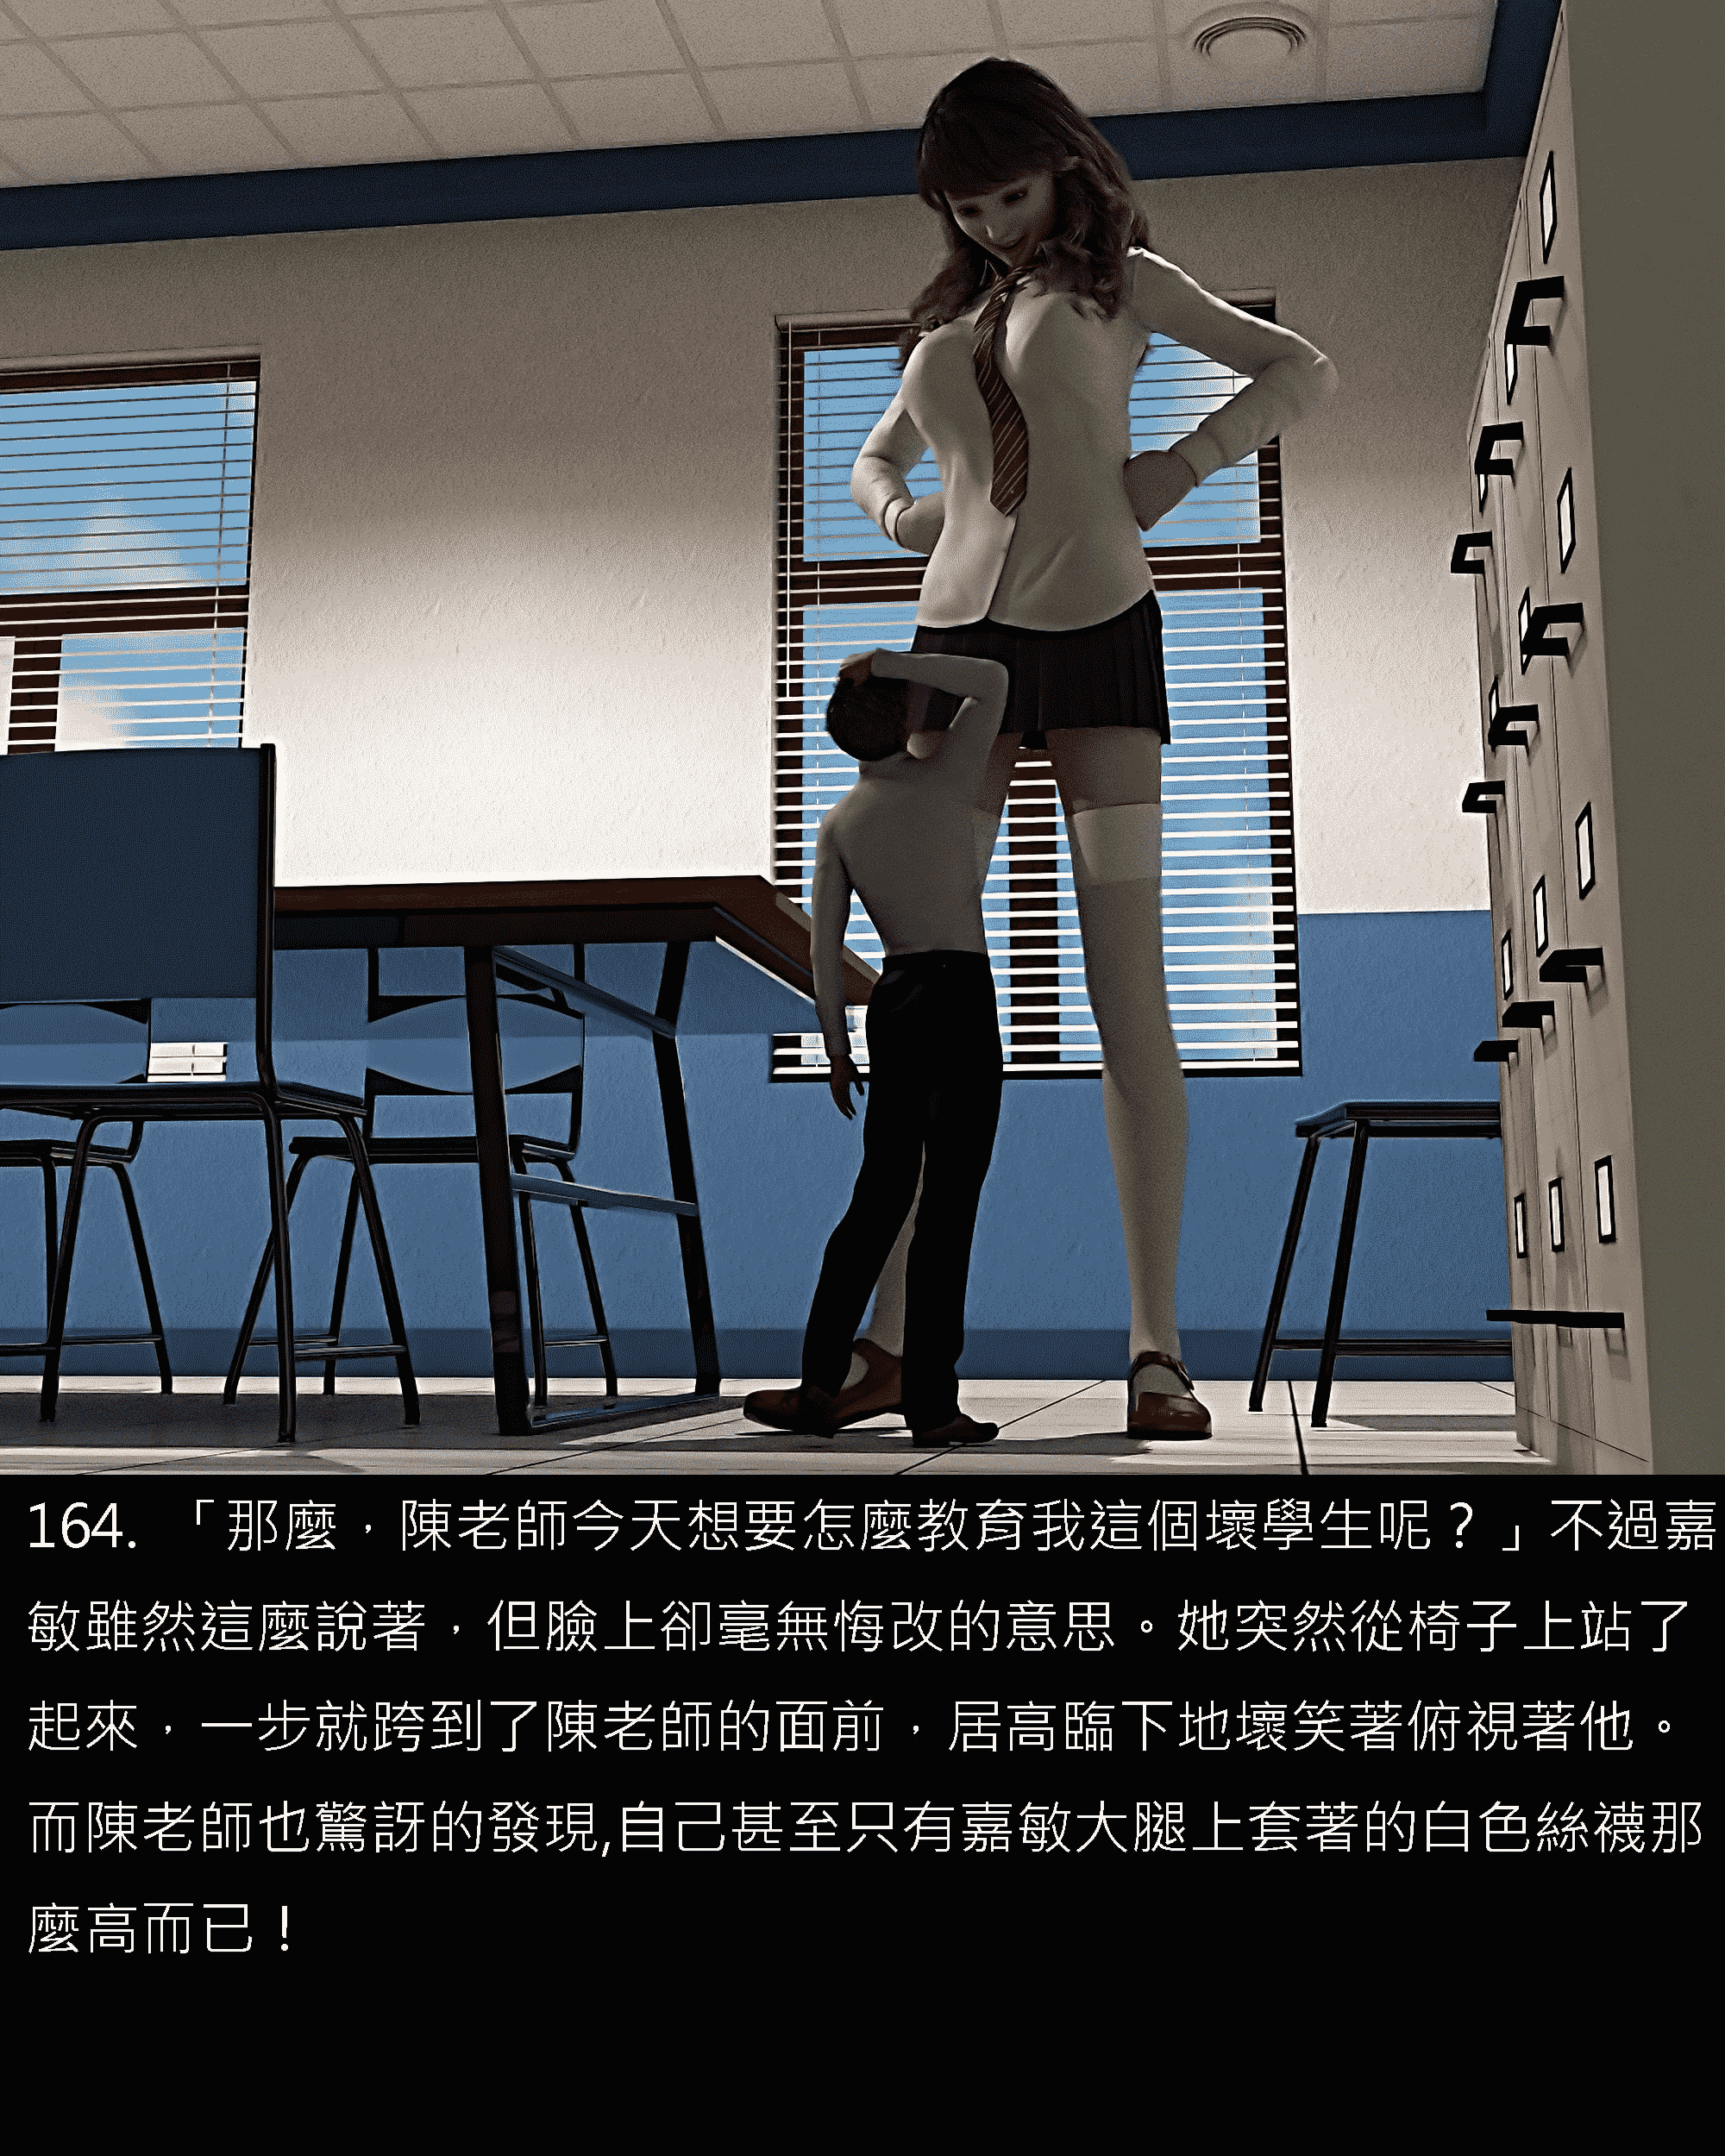 164. 「那麼，陳老師今天想要怎麼教育我這個壞學生呢？」不過嘉
敏雖然這麼說著，但臉上卻毫無悔改的意思。她突然從椅子上站了
起來，一步就跨到了陳老師的面前，居高臨下地壞笑著俯視著他。
而陳老師也驚訝的發現,自己甚至只有嘉敏大腿上套著的白色絲襪那
麼高而已！